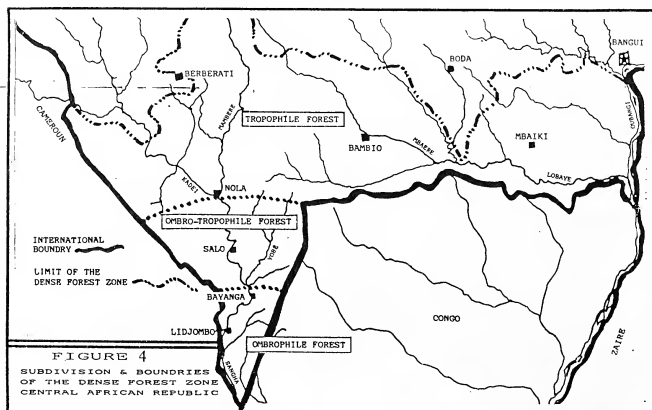 BANGUI
BODA
BERBERATI
OUBANGI
CAMEROUN
MAMBERE
TROPOPHILE FOREST
MBAIKI
BAMBIO
MBAERE
LOBAYE
KADEI
NOLA
OMBRO-TROPOPHILE FOREST
INTERNATIONAL
BOUNDRY
SALO
YOBE
LIMIT OF THE
DENSE FOREST ZONE
BAYANGA
CONGO
LIDJOMBO
OMBROPHILE FOREST
ZAIRE
SANGHA
FIGURE 4
SUBDIVISION & BOUNDRIES
OF THE DENSE FOREST ZONE
CENTRAL AFRICAN REPUBLIC